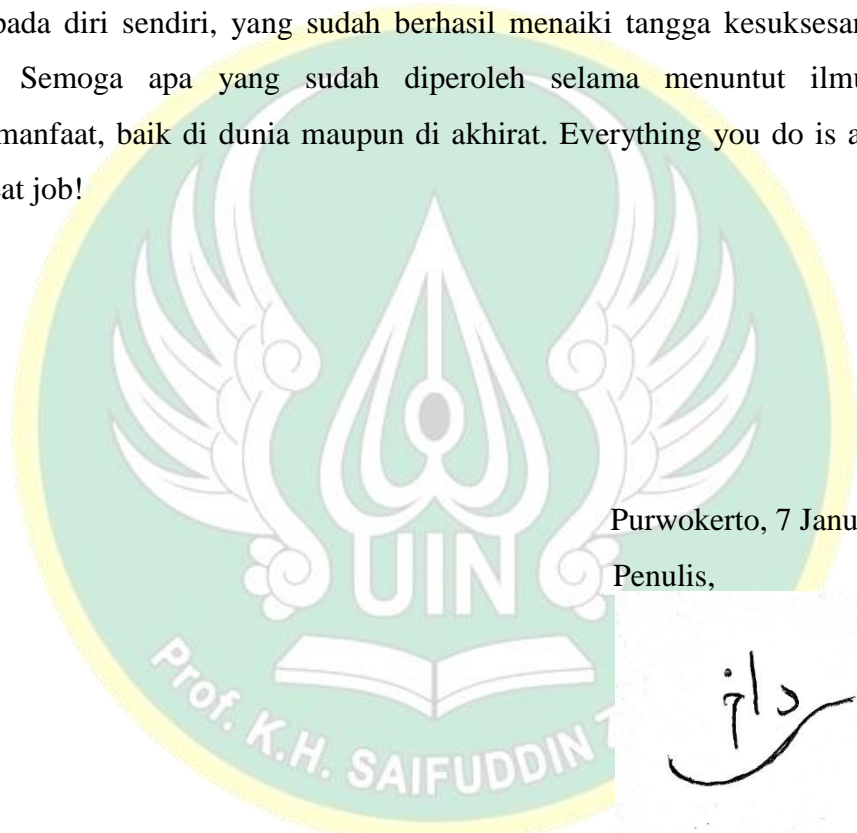 pada diri sendiri, yang sudah berhasil menaiki tangga kesuksesan
Semoga apa yang sudah diperoleh selama menuntut ilmu
manfaat, baik di dunia maupun di akhirat. Everything you do is a
at job!
Purwokerto, 7 Janu
Penulis,
UIN
Prof. K.H. SAIFUDDIN